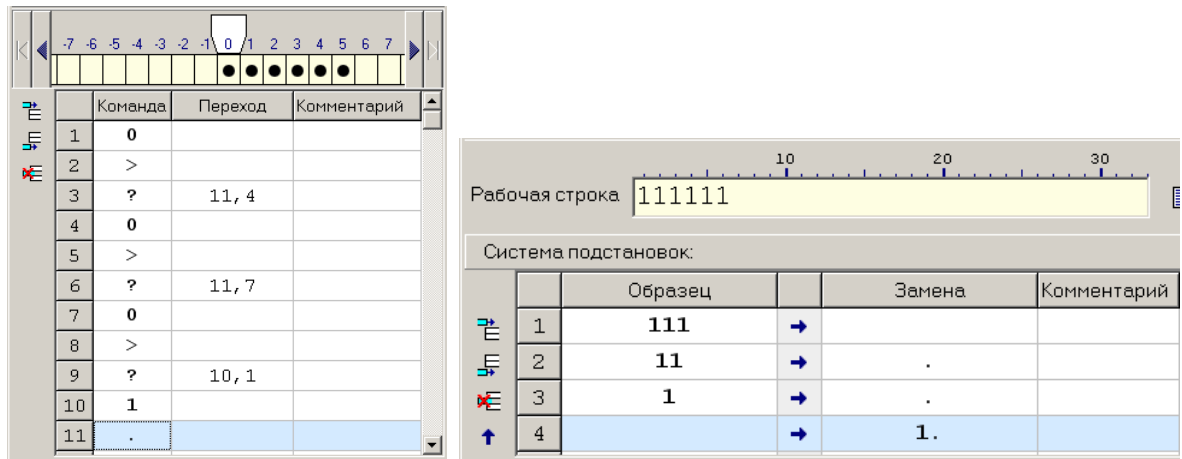 -7 -6 -5 -4 -3 -2 -1 0 1 2 3 4 5 6 7
Команда Переход Комментарий
1 0
2 >
3 ? 11,4
4 0
5 >
6 ? 11,7
7 0
8 >
9 ? 10,1
10 1
11 .
10 20 30
Рабочая строка 111111
Система подстановок:
Образец Замена Комментарий
1 111 →
2 11 → .
3 1 → .
4 → 1.